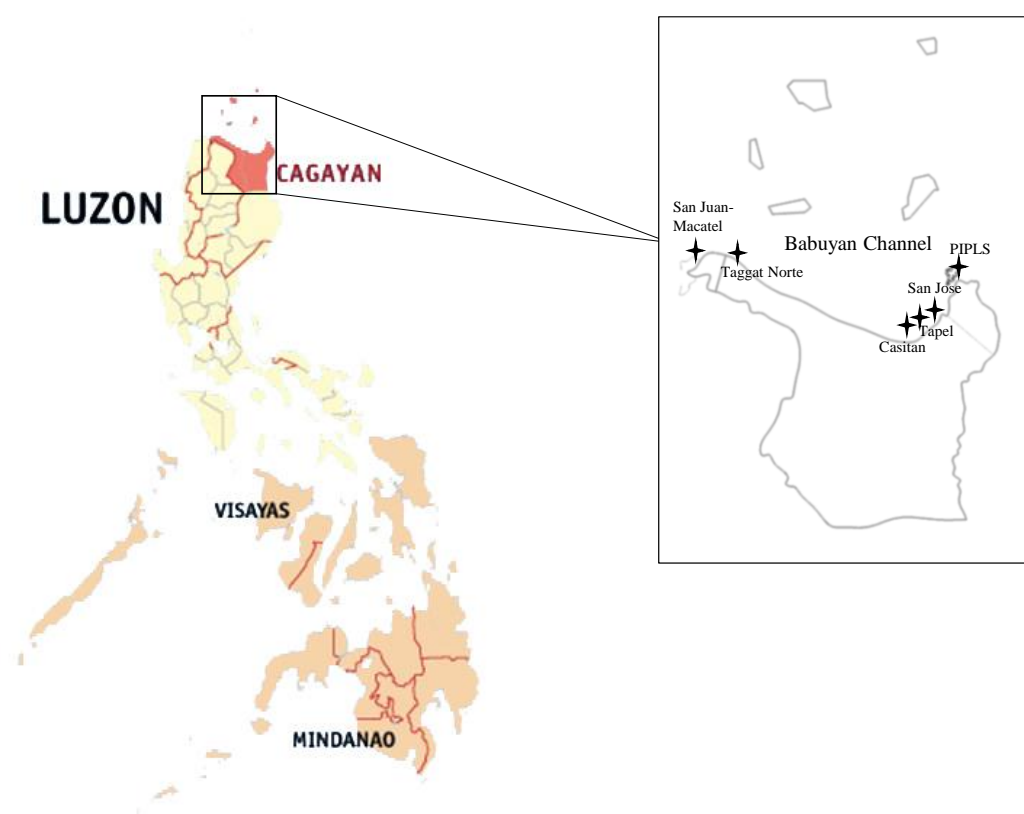 LUZON
CAGAYAN
VISAYAS
MINDANAO
San Juan-
Macatel
Taggat Norte
Babuyan Channel
PIPLS
San Jose
Tapel
Casitan